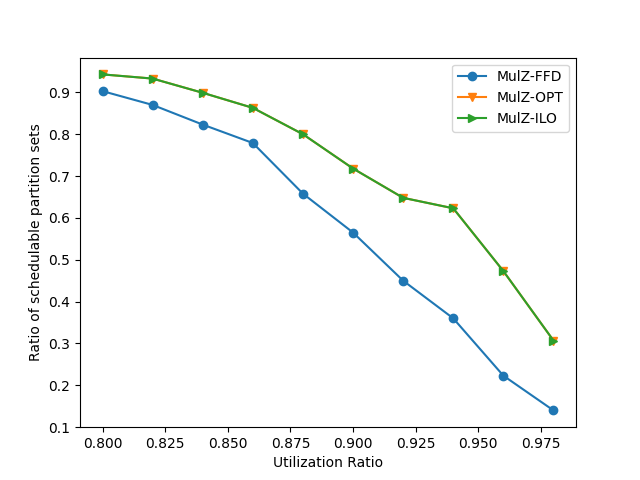 MulZ-FFD
MulZ-OPT
MulZ-ILO
Ratio of schedulable partition sets
0.9
0.8
0.7
0.6
0.5
0.4
0.3
0.2
0.1
0.800 0.825 0.850 0.875 0.900 0.925 0.950 0.975
Utilization Ratio